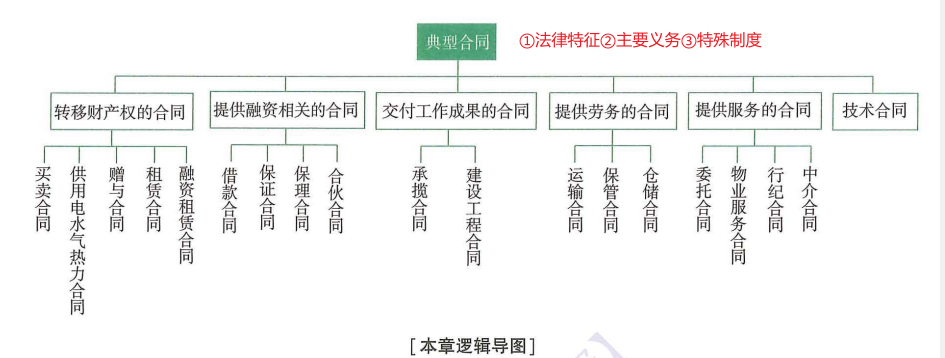 典型合同
①法律特征②主要义务③特殊制度
转移财产权的合同
提供融资相关的合同
交付工作成果的合同
提供劳务的合同
提供服务的合同
技术合同
买卖合同
供用电水气热力合同
赠与合同
租赁合同
融资租赁合同
借款合同
保证合同
保理合同
合伙合同
承揽合同
建设工程合同
运输合同
保管合同
仓储合同
委托合同
物业服务合同
行纪合同
中介合同
[本章逻辑导图]